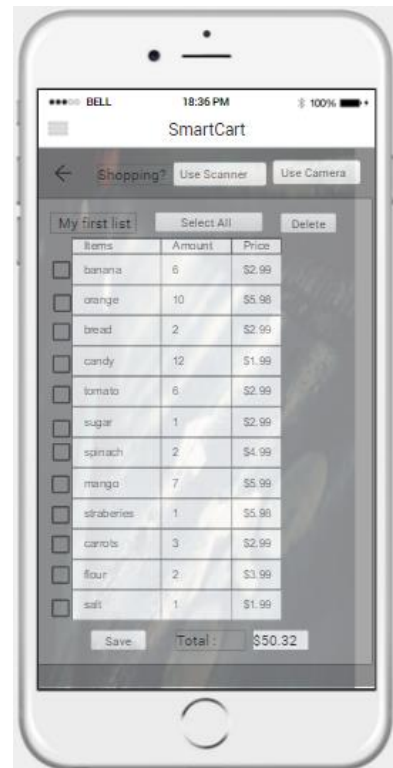 BELL 18:36 PM 100%
SmartCart
Shopping? Use Scanner Use Camera
My first list Select All Delete
Items Amount Price
banana 6 $2.99
orange 10 $5.98
bread 2 $2.99
candy 12 $1.99
tomato 6 $2.99
sugar 1 $2.99
spinach 2 $4.99
mango 7 $5.99
straberies 1 $5.98
carrots 3 $2.99
flour 2 $3.99
salt 1 $1.99
Save Total : $50.32